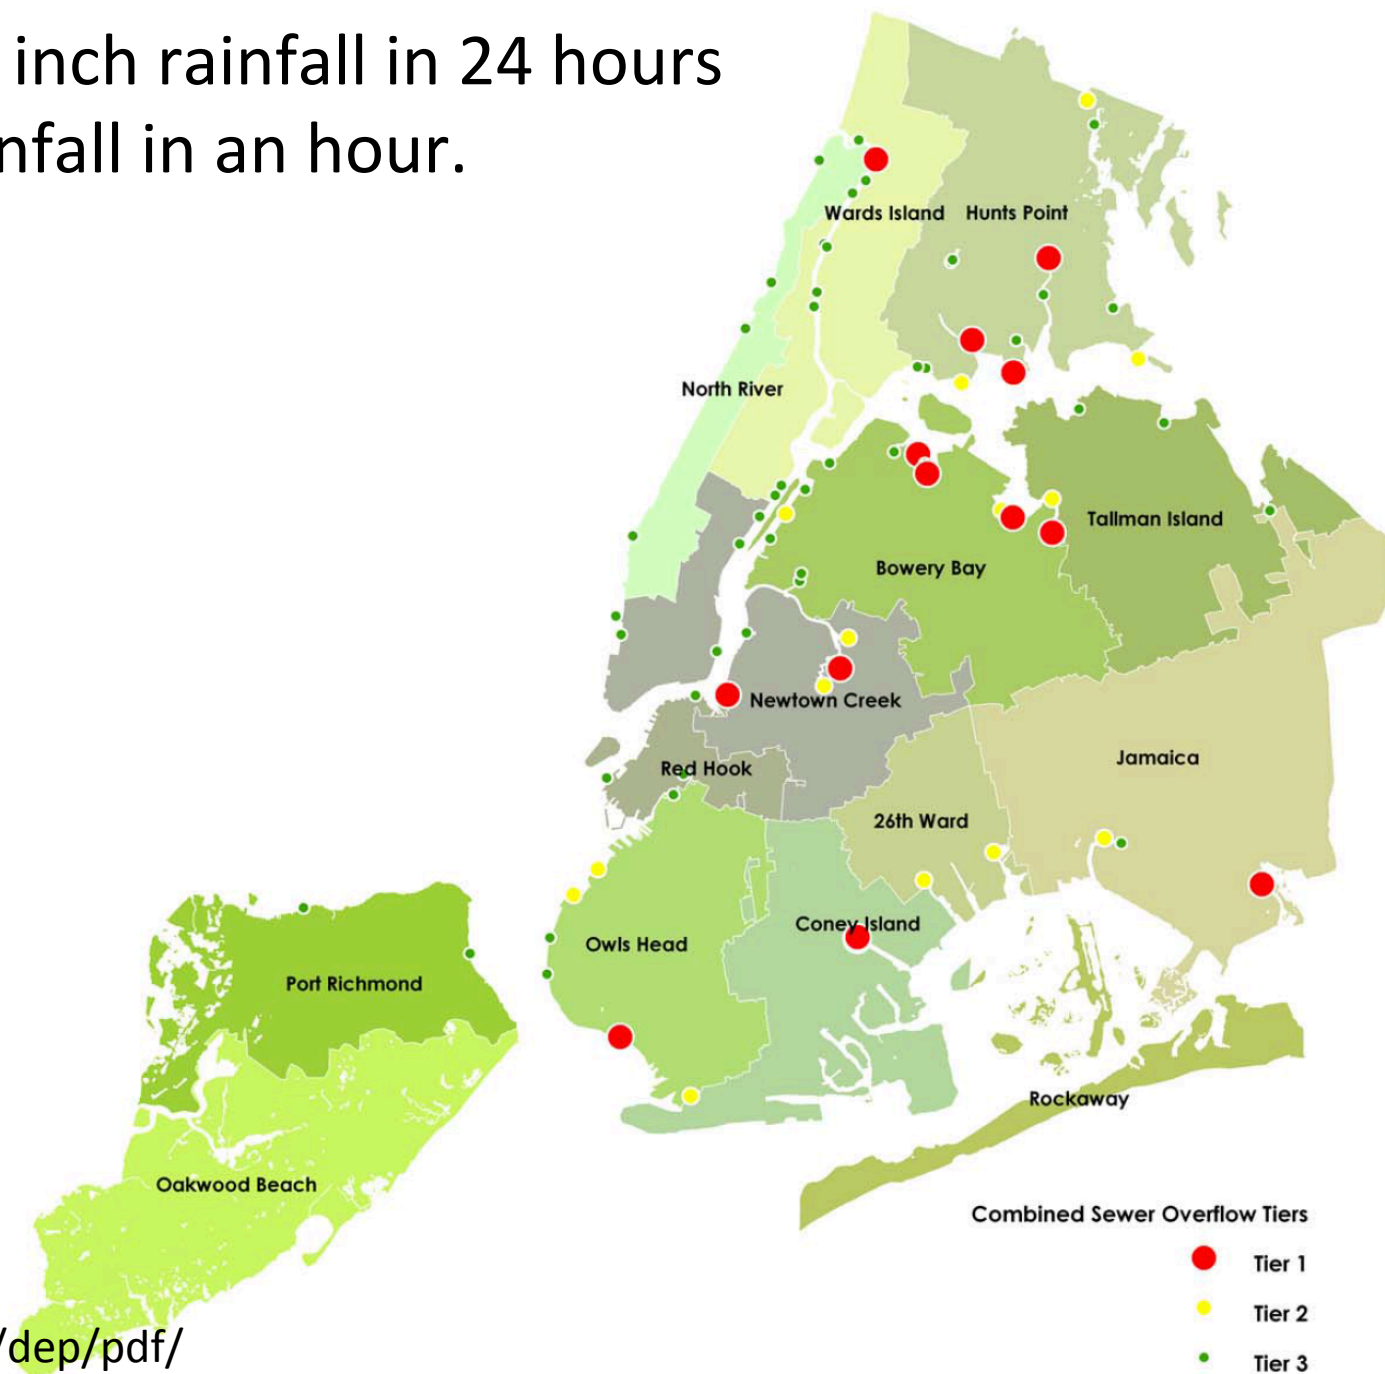 inch rainfall in 24 hours
nfall in an hour.
Wards Island
Hunts Point
North River
Tallman Island
Bowery Bay
Newtown Creek
Red Hook
Jamaica
26th Ward
Coney Island
Owls Head
Port Richmond
Rockaway
Oakwood Beach
Combined Sewer Overflow Tiers
Tier 1
Tier 2
Tier 3
/dep/pdf/